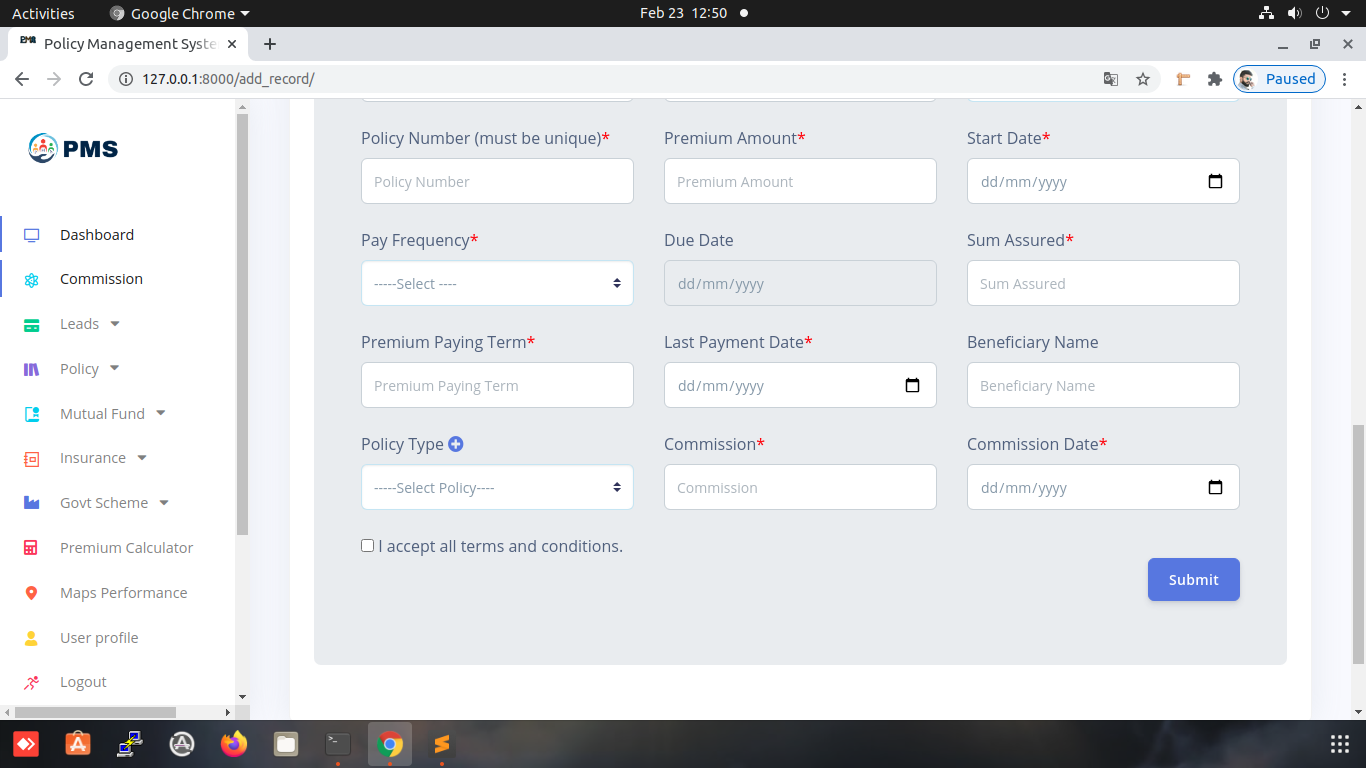 Activities
Google Chrome
Feb 23 12:50
PMS
Policy Management Syste
127.0.0.1:8000/add_record/
Paused
PMS
Dashboard
Commission
Leads
Policy
Mutual Fund
Insurance
Govt Scheme
Premium Calculator
Maps Performance
User profile
Logout
Policy Number (must be unique)* Premium Amount* Start Date*
Policy Number Premium Amount dd/mm/yyyy
Pay Frequency* Due Date Sum Assured*
-----Select ---- dd/mm/yyyy Sum Assured
Premium Paying Term* Last Payment Date* Beneficiary Name
Premium Paying Term dd/mm/yyyy Beneficiary Name
Policy Type Commission* Commission Date*
-----Select Policy---- Commission dd/mm/yyyy
I accept all terms and conditions.
Submit